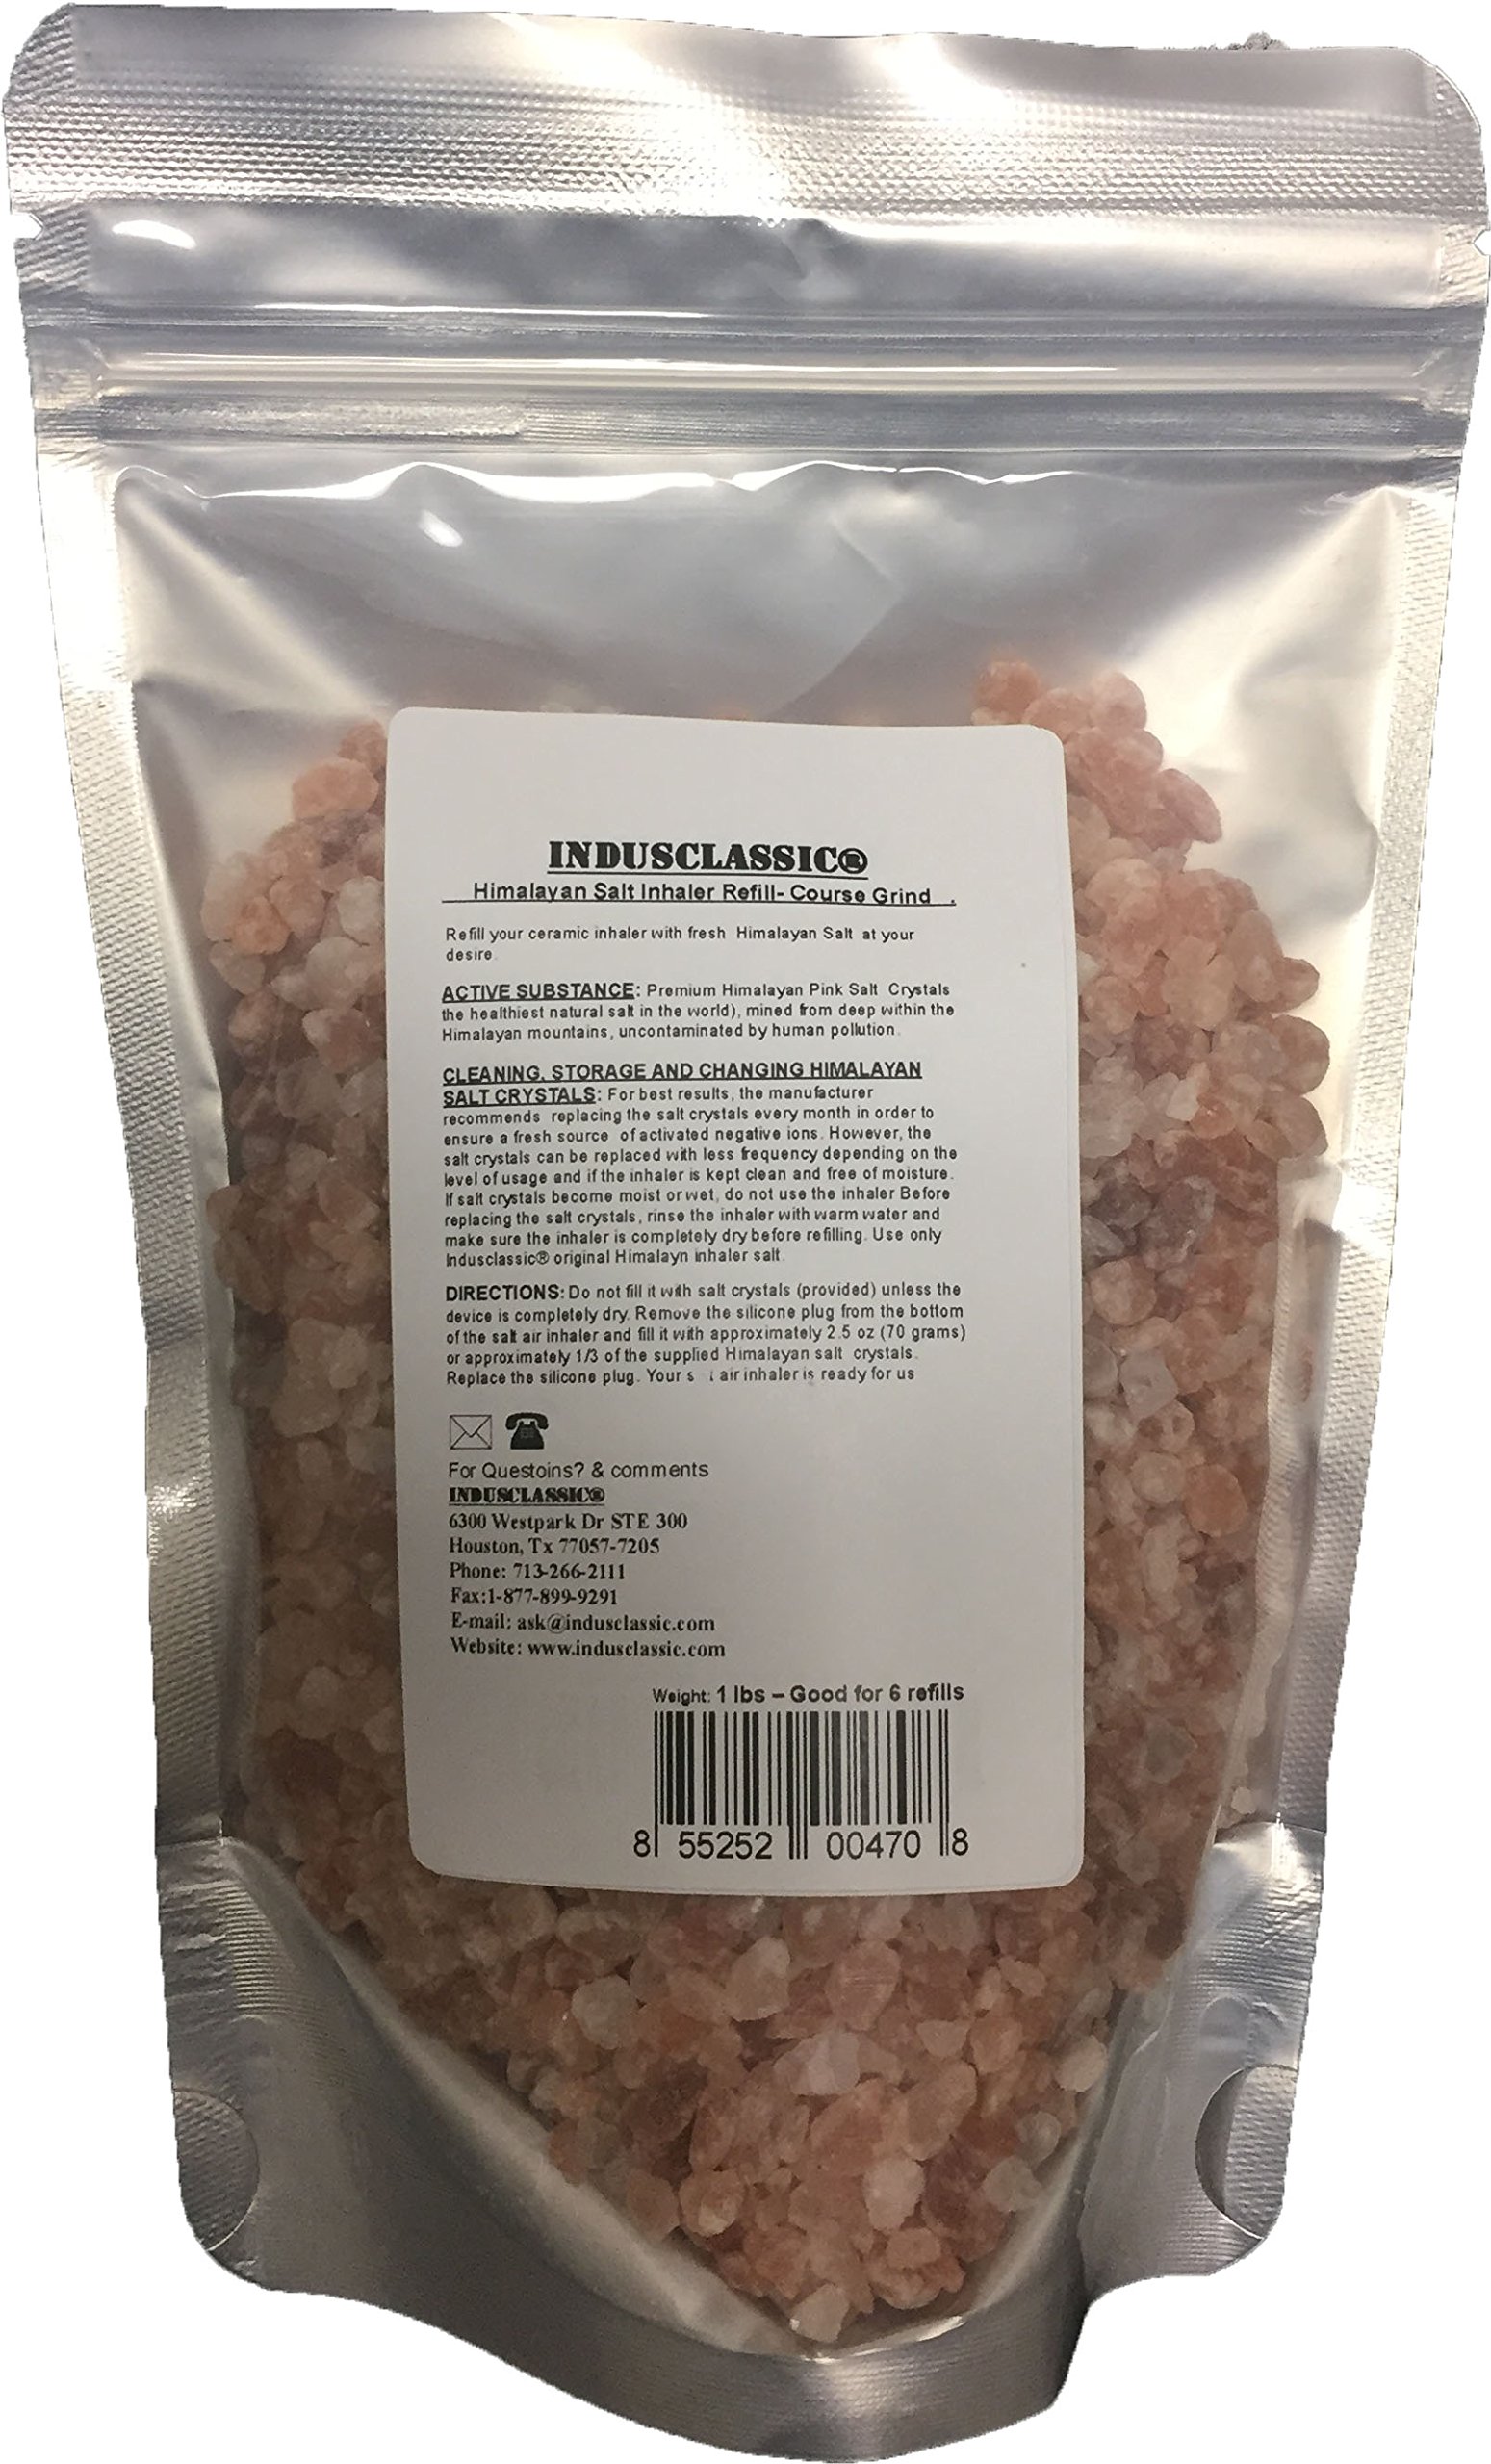 INDUSCLASSIC®
Himalayan Salt Inhaler Refill- Course Grind .
Refill your ceramic inhaler with fresh Himalayan Salt at your
desire.
ACTIVE SUBSTANCE: Premium Himalayan Pink Salt Crystals
the healthiest natural salt in the world), mined from deep within the
Himalayan mountains, uncontaminated by human pollution.
CLEANING, STORAGE AND CHANGING HIMALAYAN
SALT CRYSTALS: For best results, the manufacturer
recommends replacing the salt crystals every month in order to
ensure a fresh source of activated negative ions. However, the
salt crystals can be replaced with less frequency depending on the
level of usage and if the inhaler is kept clean and free of moisture.
If salt crystals become moist or wet, do not use the inhaler Before
replacing the salt crystals, rinse the inhaler with warm water and
make sure the inhaler is completely dry before refilling. Use only
Indusclassic® original Himalayn inhaler salt.
DIRECTIONS: Do not fill it with salt crystals (provided) unless the
device is completely dry. Remove the silicone plug from the bottom
of the salt air inhaler and fill it with approximately 2.5 oz (70 grams)
or approximately 1/3 of the supplied Himalayan salt crystals.
Replace the silicone plug. Your air inhaler is ready for us
For Questoins? & comments
INDUSCLASSIC®
6300 Westpark Dr STE 300
Houston, Tx 77057-7205
Phone: 713-266-2111
Fax:1-877-899-9291
E-mail: ask@indusclassic.com
Website: www.indusclassic.com
Weight: 1 lbs – Good for 6 refills
8 55252 00470 8